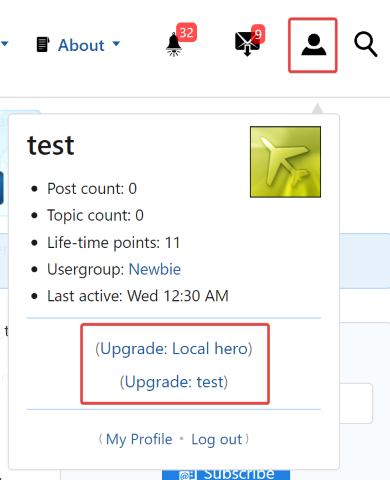 About
32
9
test
Post count: 0
Topic count: 0
Life-time points: 11
Usergroup: Newbie
Last active: Wed 12:30 AM
(Upgrade: Local hero)
(Upgrade: test)
( My Profile • Log out )
Subscribe